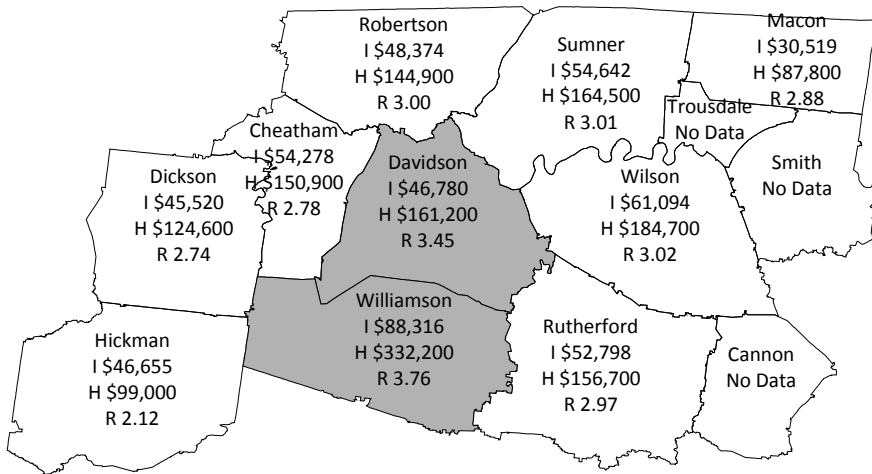 Robertson
I $48,374
H $144,900
R 3.00
Sumner
I $54,642
H $164,500
R 3.01
Macon
I $30,519
H $87,800
R 2.88
Trousdale
No Data
Smith
No Data
Cheatham
I $54,278
H $150,900
R 2.78
Dickson
I $45,520
H $124,600
R 2.74
Davidson
I $46,780
H $161,200
R 3.45
Wilson
I $61,094
H $184,700
R 3.02
Williamson
I $88,316
H $332,200
R 3.76
Hickman
I $46,655
H $99,000
R 2.12
Rutherford
I $52,798
H $156,700
R 2.97
Cannon
No Data